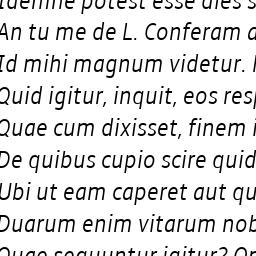 Idemne potest esse dies s
An tu me de L. Conferam a
Id mihi magnum videtur.
Quid igitur, inquit, eos resp
Quae cum dixisset, finem i
De quibus cupio scire quid
Ubi ut eam caperet aut qu
Duarum enim vitarum nob
Quae sequuntur igitur? Or